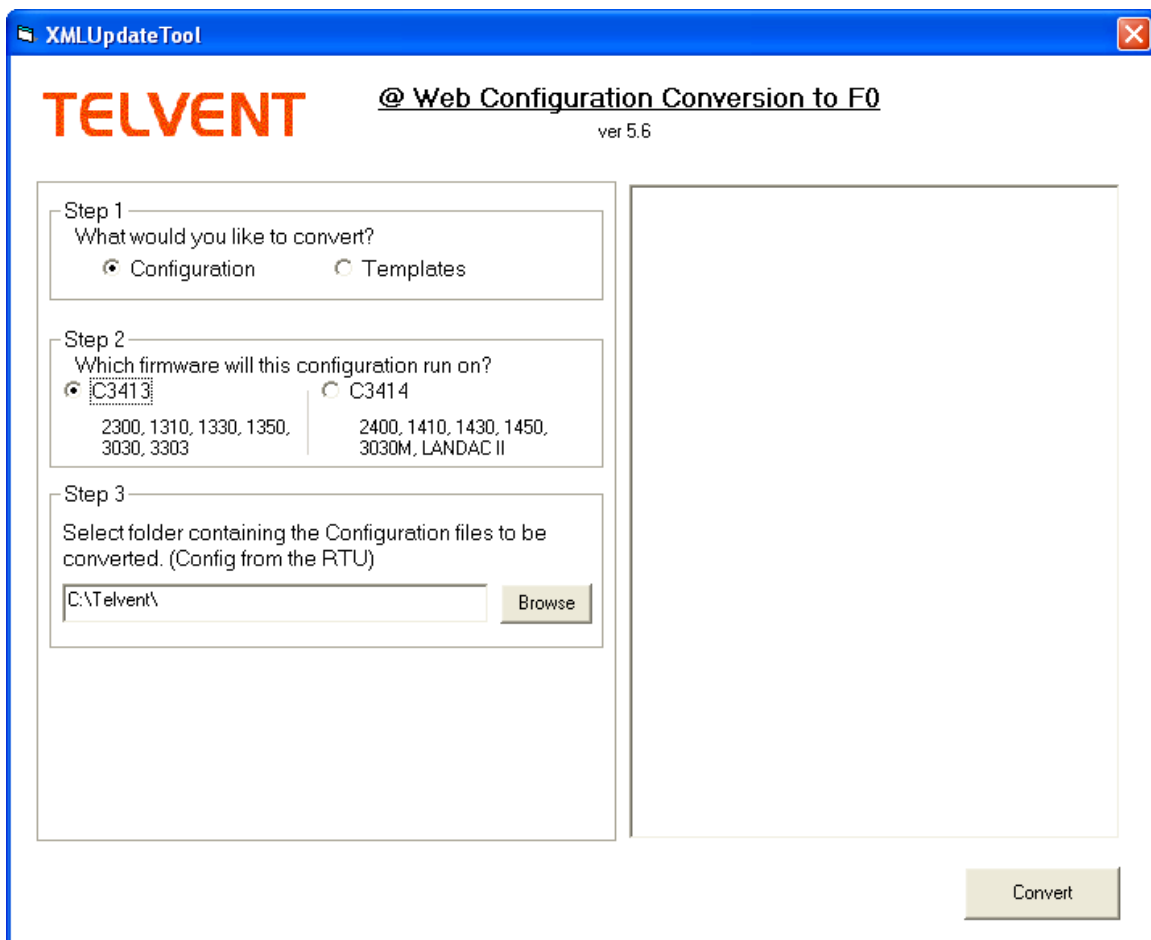 XMLUpdateTool
TELVENT
@ Web Configuration Conversion to F0
ver 5.6
Step 1
What would you like to convert?
Configuration
Templates
Step 2
Which firmware will this configuration run on?
C3413
2300, 1310, 1330, 1350,
3030, 3303
C3414
2400, 1410, 1430, 1450,
3030M, LANDAC II
Step 3
Select folder containing the Configuration files to be
converted. (Config from the RTU)
C:\Telvent\
Browse
Convert